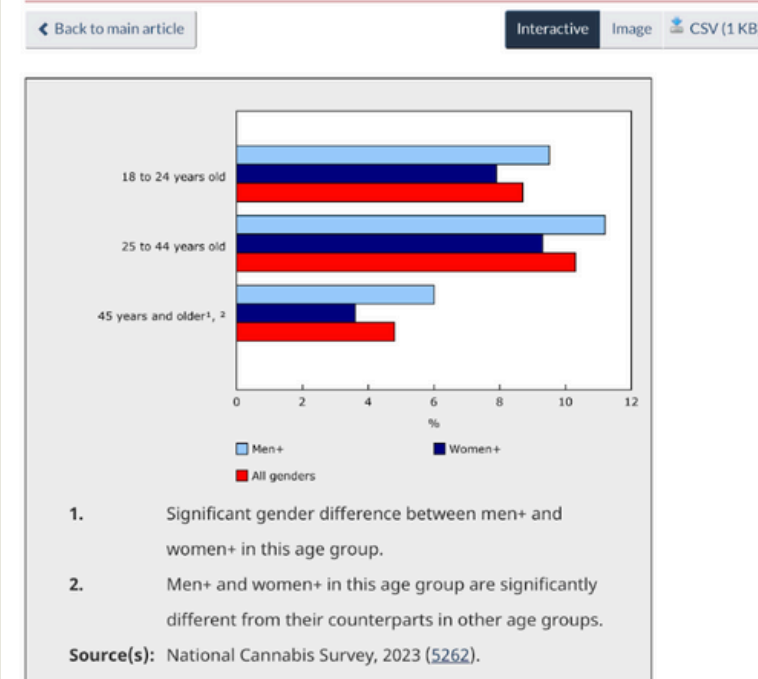 Back to main article
Interactive Image CSV (1 KB
18 to 24 years old
25 to 44 years old
45 years and older¹, ²
0 2 4 6 8 10 12
%
Men+ Women+
All genders
1. Significant gender difference between men+ and
women+ in this age group.
2. Men+ and women+ in this age group are significantly
different from their counterparts in other age groups.
Source(s): National Cannabis Survey, 2023 (5262).